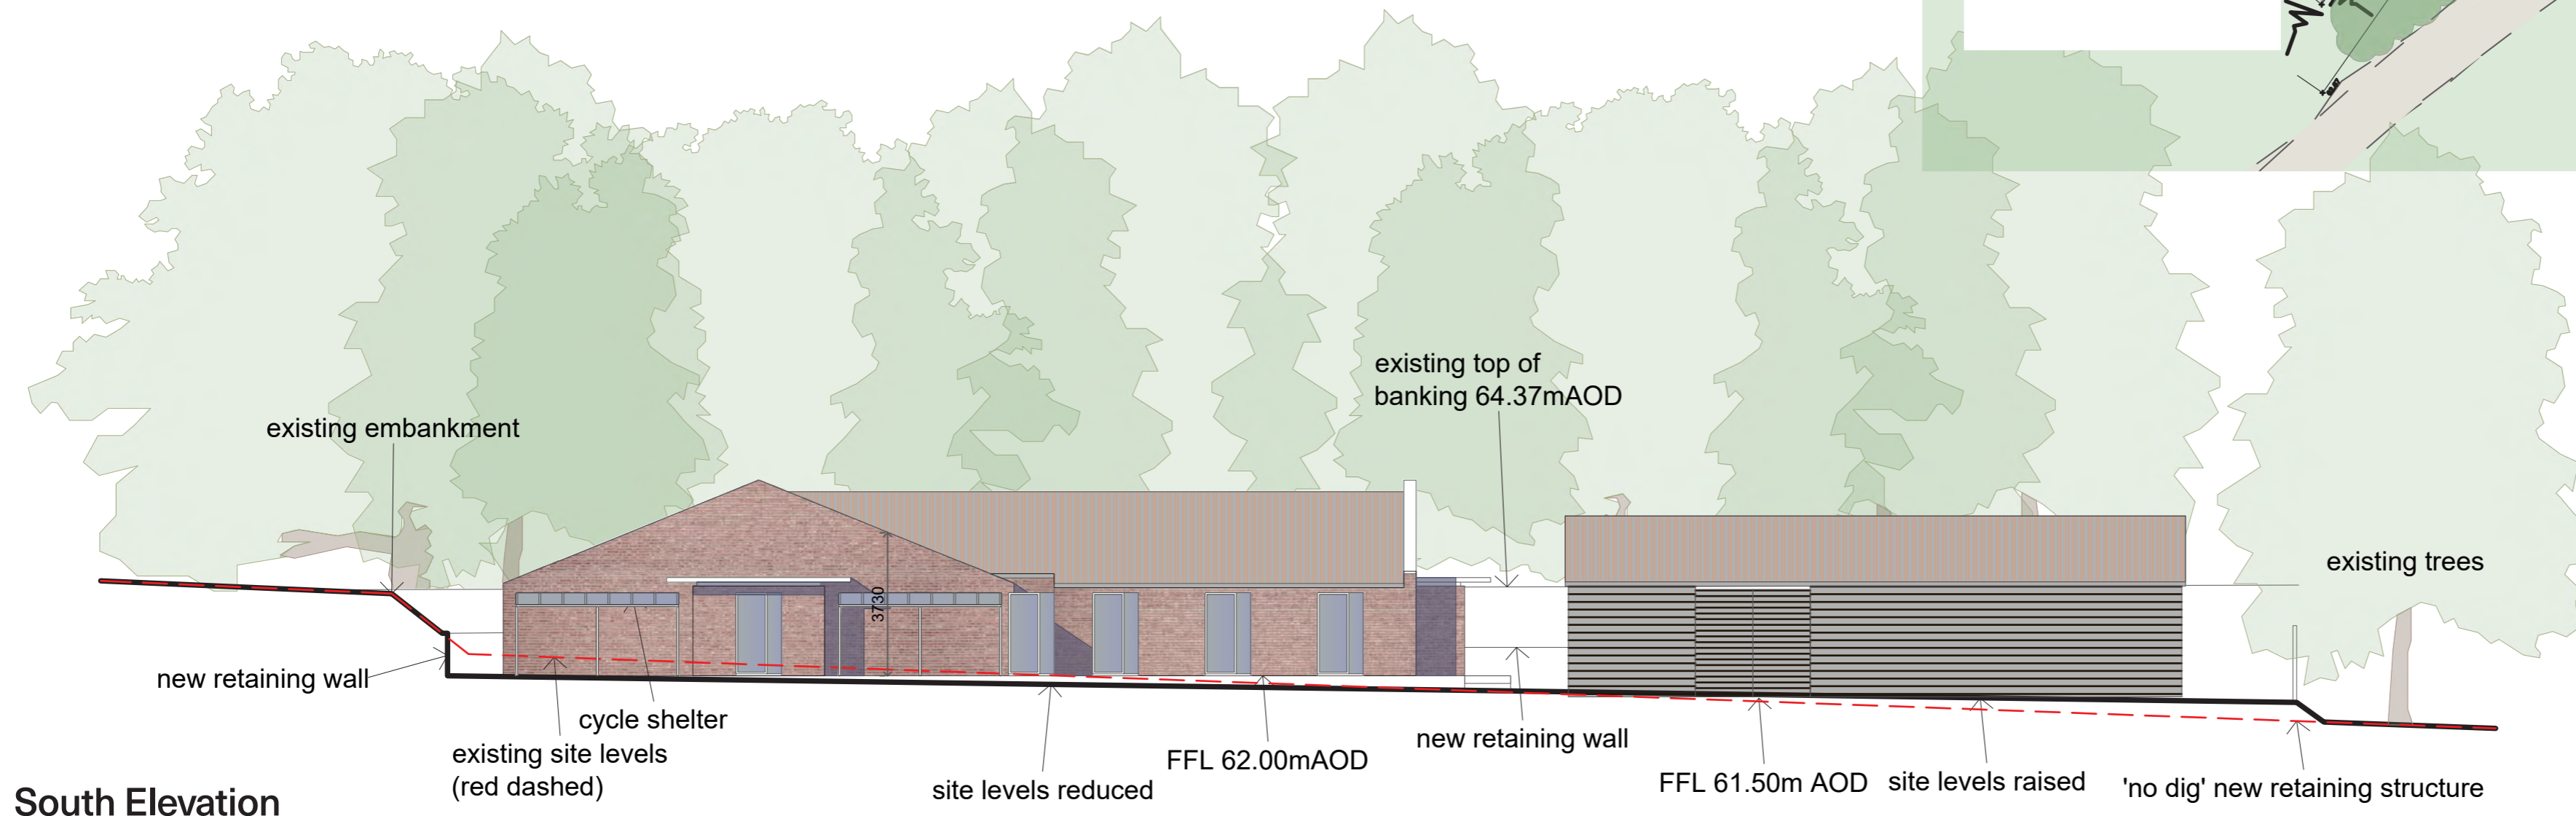 existing top of
banking 64.37mAOD
existing embankment
existing trees
3730
new retaining wall
cycle shelter
existing site levels
(red dashed)
site levels reduced
FFL 62.00mAOD
new retaining wall
FFL 61.50m AOD
site levels raised
'no dig' new retaining structure
South Elevation